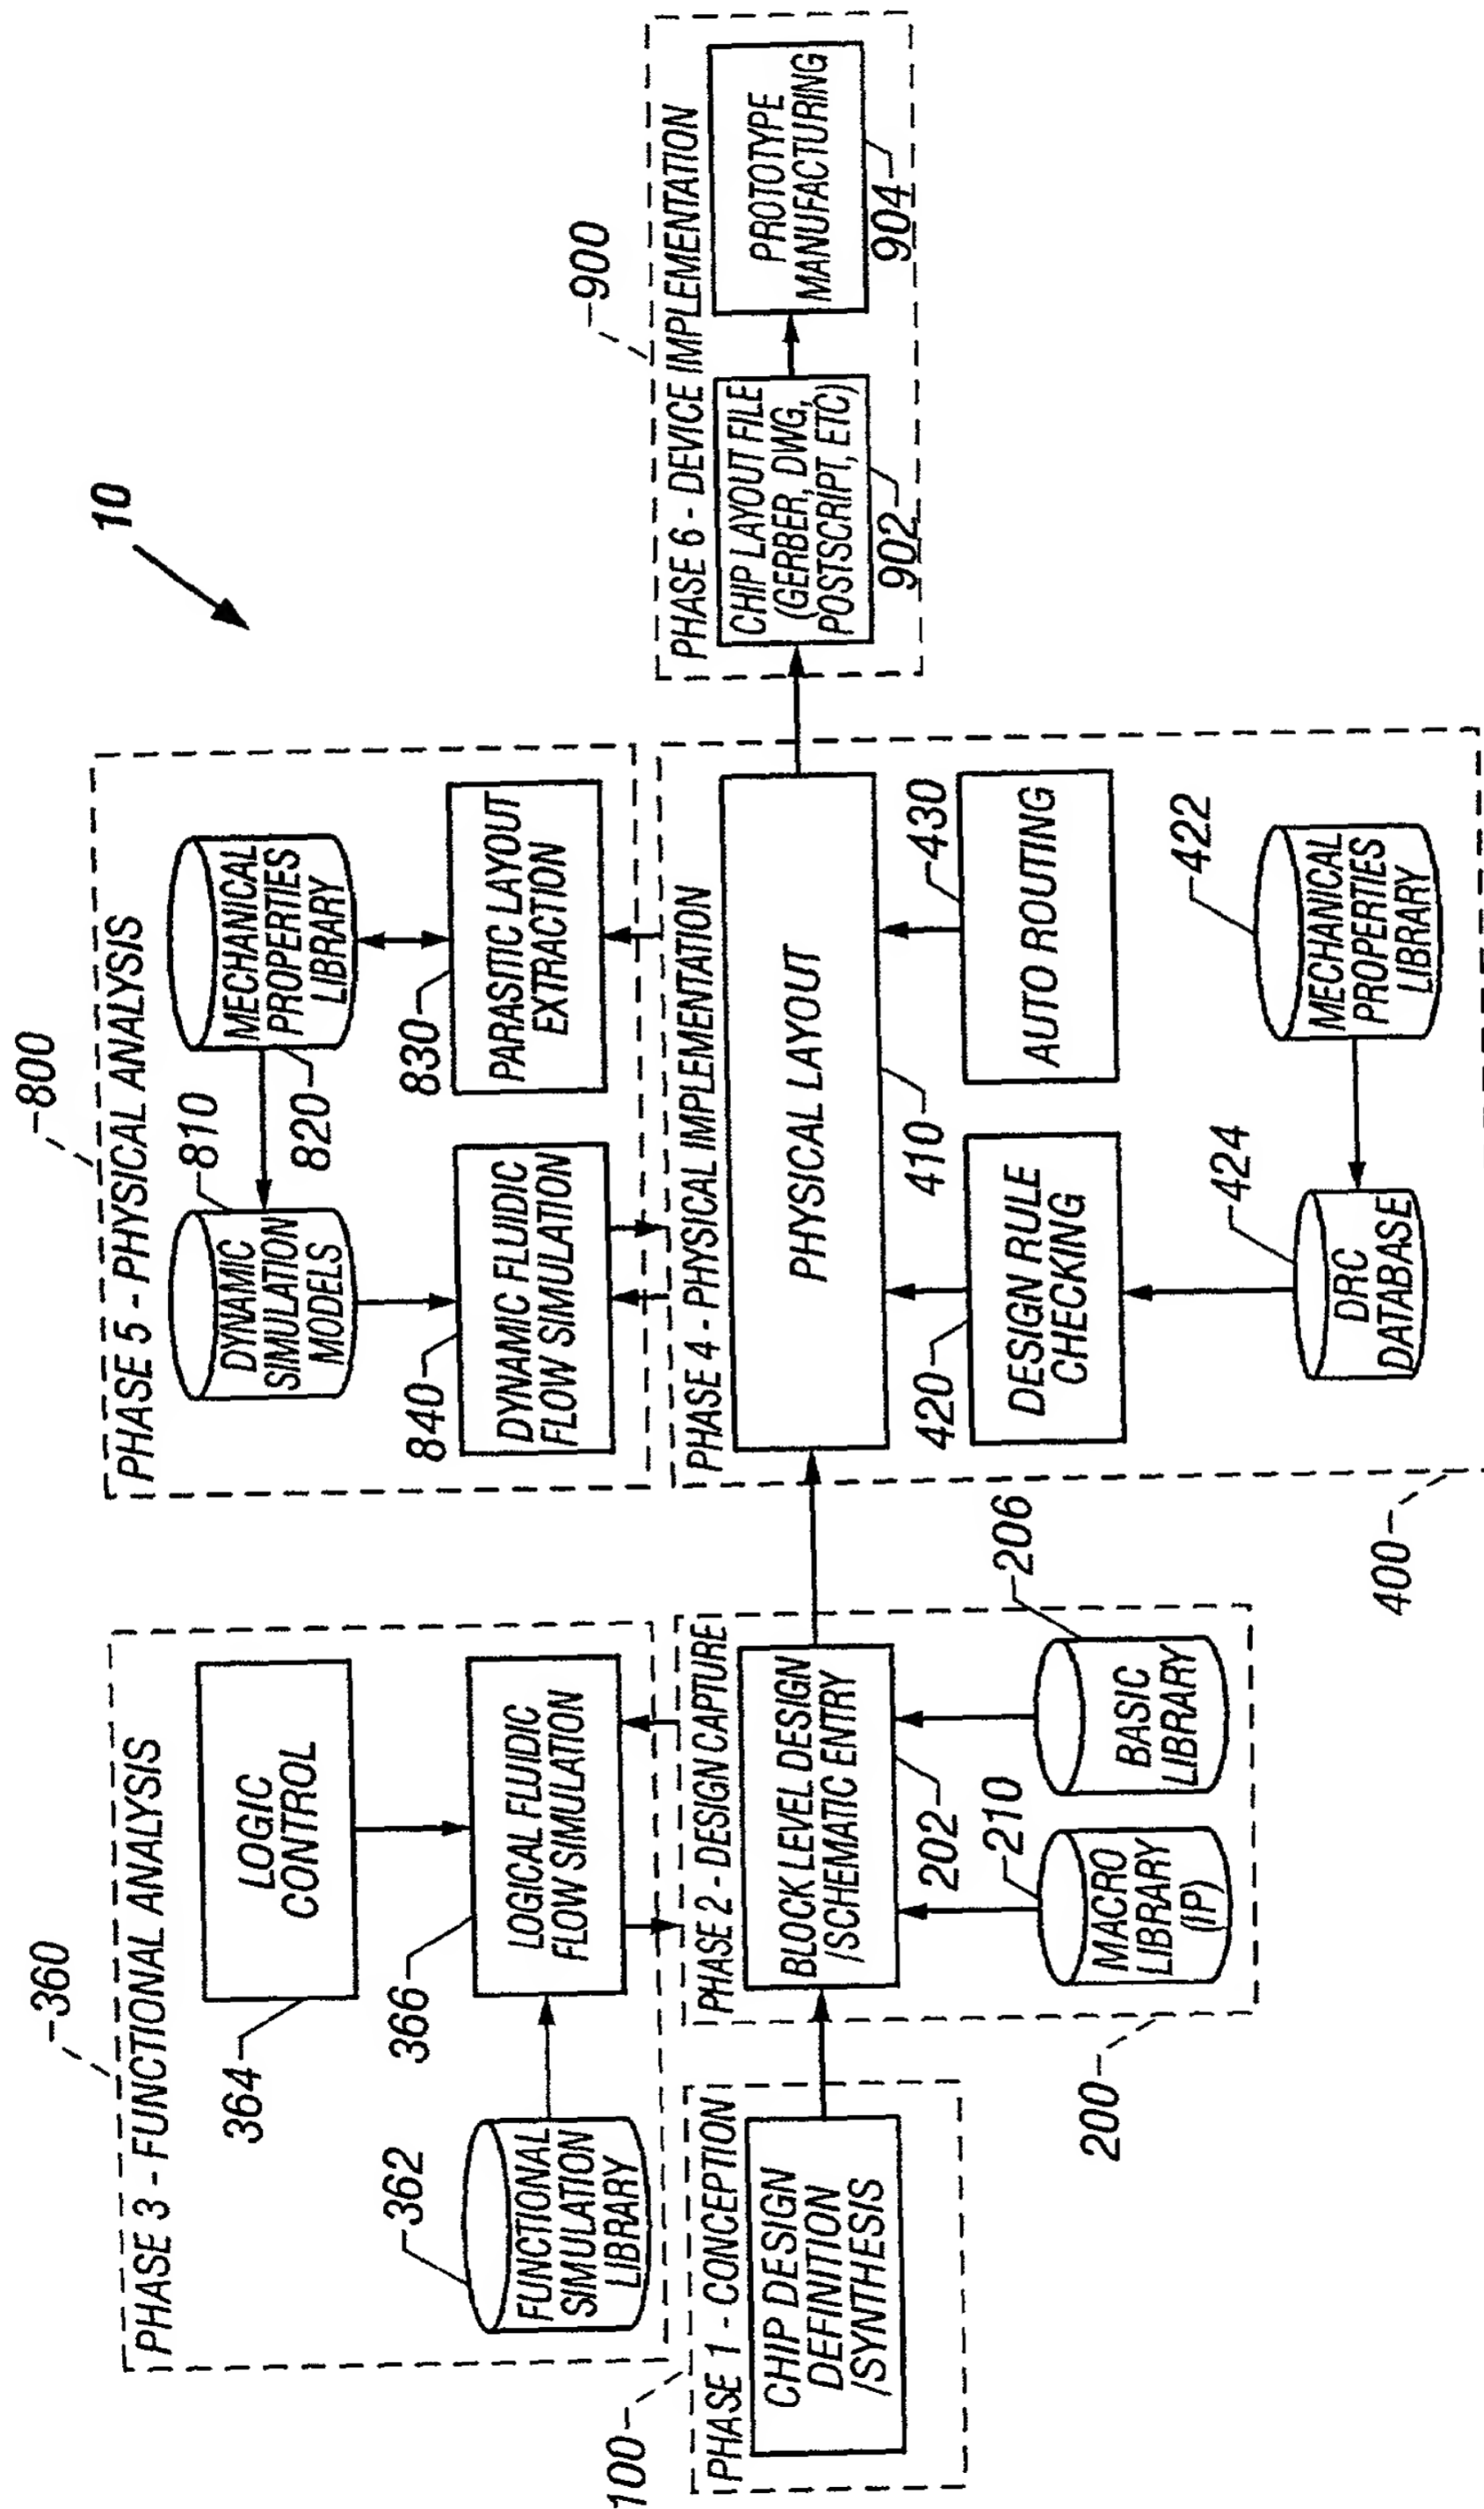 10
360
PHASE 3 - FUNCTIONAL ANALYSIS
LOGIC
CONTROL
364
366
LOGICAL FLUIDIC
FLOW SIMULATION
362
FUNCTIONAL
SIMULATION
LIBRARY
800
PHASE 5 - PHYSICAL ANALYSIS
DYNAMIC
SIMULATION
MODELS
810
820
MECHANICAL
PROPERTIES
LIBRARY
840
DYNAMIC FLUIDIC
FLOW SIMULATION
830
PARASITIC LAYOUT
EXTRACTION
100
PHASE 1 - CONCEPTION
CHIP DESIGN
DEFINITION
/SYNTHESIS
PHASE 2 - DESIGN CAPTURE
BLOCK LEVEL DESIGN
/SCHEMATIC ENTRY
202
210
206
MACRO
LIBRARY
(IP)
BASIC
LIBRARY
200
PHASE 4 - PHYSICAL IMPLEMENTATION
PHYSICAL LAYOUT
410
420
430
DESIGN RULE
CHECKING
AUTO ROUTING
424
422
DRC
DATABASE
MECHANICAL
PROPERTIES
LIBRARY
400
900
PHASE 6 - DEVICE IMPLEMENTATION
CHIP LAYOUT FILE
(GERBER, DWG,
POSTSCRIPT, ETC)
902
PROTOTYPE
MANUFACTURING
904